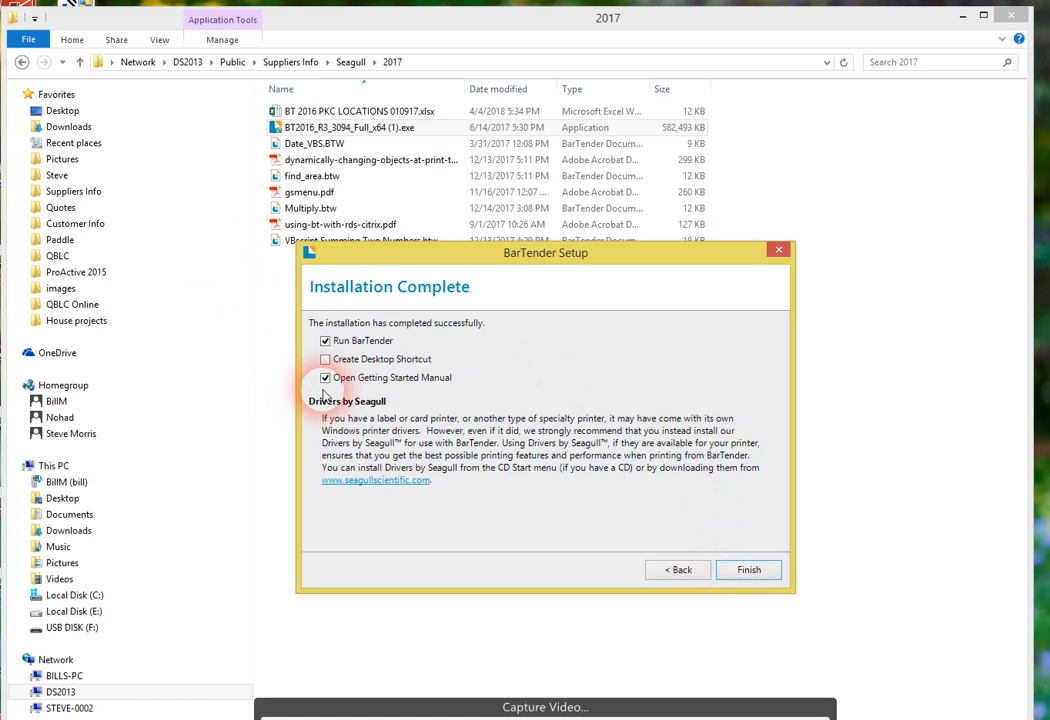 Application Tools
2017
File
Home
Share
View
Manage
Network
DS2013
Public
Suppliers Info
Seagull
2017
Search 2017
Name
Date modified
Type
Size
Favorites
Desktop
Downloads
Recent places
Pictures
Steve
Suppliers Info
Quotes
Customer Info
Paddle
QBLC
ProActive 2015
images
QBLC Online
House projects
OneDrive
Homegroup
BillM
Nohad
Steve Morris
This PC
BillM (bill)
Desktop
Documents
Downloads
Music
Pictures
Videos
Local Disk (C:)
Local Disk (E:)
USB DISK (F:)
Network
BILLS-PC
DS2013
STEVE-0002
BT 2016 PKC LOCATIONS 010917.xlsx 4/4/2018 5:34 PM Microsoft Excel W... 12 KB
BT2016_R3_3094_Full_x64 (1).exe 6/14/2017 5:30 PM Application 582,493 KB
Date_VBS.BTW 3/31/2017 12:08 PM BarTender Docum... 9 KB
dynamically-changing-objects-at-print-t... 12/13/2017 5:11 PM Adobe Acrobat D... 299 KB
find_area.btw 12/13/2017 5:11 PM BarTender Docum... 12 KB
gsmenu.pdf 11/16/2017 12:07 ... Adobe Acrobat D... 260 KB
Multiply.btw 12/14/2017 3:08 PM BarTender Docum... 12 KB
using-bt-with-rds-citrix.pdf 9/1/2017 10:26 AM Adobe Acrobat D... 127 KB
VBscript Summing Two Numbers.btw 12/13/2017 4:29 PM BarTender Docum... 18 KB
BarTender Setup
Installation Complete
The installation has completed successfully.
Run BarTender
Create Desktop Shortcut
Open Getting Started Manual
Drivers by Seagull
If you have a label or card printer, or another type of specialty printer, it may have come with its own
Windows printer drivers. However, even if it did, we strongly recommend that you instead install our
Drivers by Seagull™ for use with BarTender. Using Drivers by Seagull™, if they are available for your printer,
ensures that you get the best possible printing features and performance when printing from BarTender.
You can install Drivers by Seagull from the CD Start menu (if you have a CD) or by downloading them from
www.seagullscientific.com.
< Back
Finish
Capture Video...